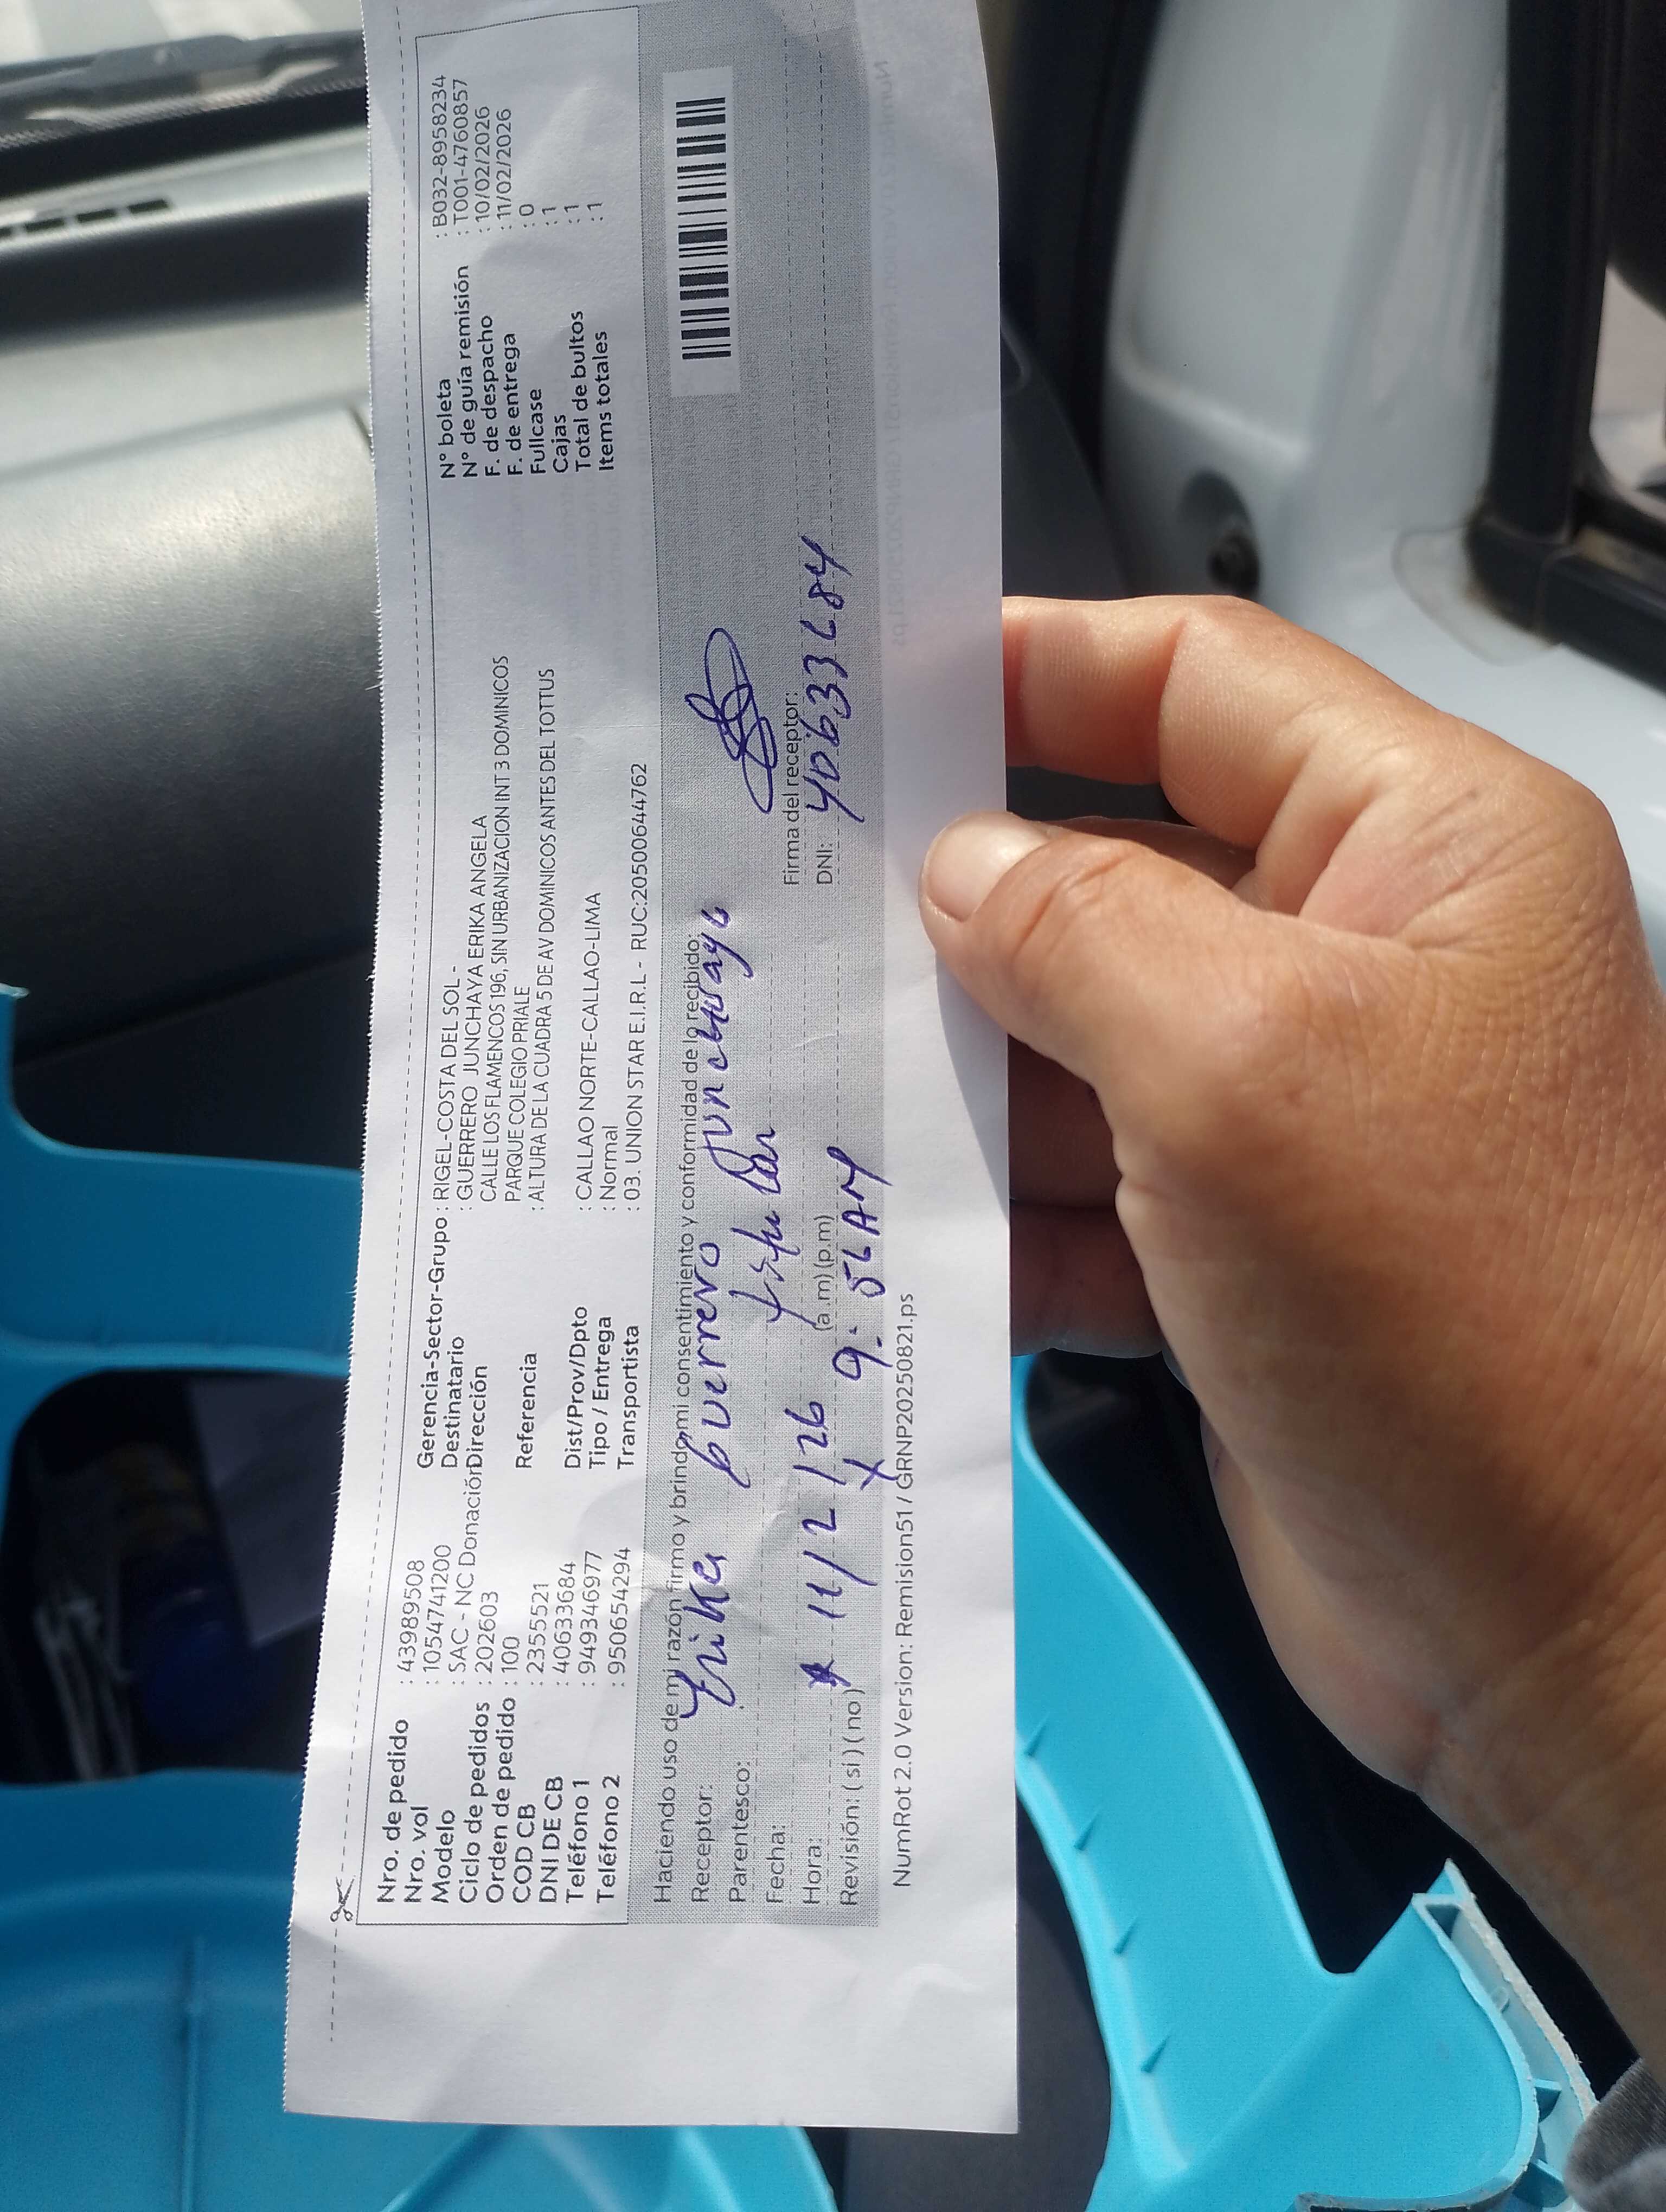 Nro. de pedido : 43989508
Nro. vol : 1054741200
Modelo : SAC - NC Donación
Ciclo de pedidos : 202603
Orden de pedido : 100
COD CB : 2355521
DNI DE CB : 40633684
Teléfono 1 : 949346977
Teléfono 2 : 950654294
Gerencia-Sector-Grupo : RIGEL-COSTA DEL SOL -
Destinatario : GUERRERO JUNCHAYA ERIKA ANGELA
Dirección CALLE LOS FLAMENCOS 196, SIN URBANIZACION INT 3 DOMINICOS
PARQUE COLEGIO PRIALE
Referencia : ALTURA DE LA CUADRA 5 DE AV DOMINICOS ANTES DEL TOTTUS
Dist/Prov/Dpto : CALLAO NORTE-CALLAO-LIMA
Tipo / Entrega : Normal
Transportista : 03. UNION STAR E.I.R.L - RUC:20500644762
N° boleta : B032-8958234
N° de guía remisión : T001-4760857
F. de despacho : 10/02/2026
F. de entrega : 11/02/2026
Fullcase : 0
Cajas : 1
Total de bultos : 1
Items totales : 1
Haciendo uso de mi razón firmo y brindo mi consentimiento y conformidad de lo recibido:
Receptor: Erika Guerrero Junchaya
Parentesco: titular
Fecha: 11/2/26
Hora: (a.m) (p.m) 9:56 AM
Revisión: ( si ) ( no ) X
Firma del receptor:
DNI: 40633684
NumRot 2.0 Version: Remision51 / GRNP20250821.ps